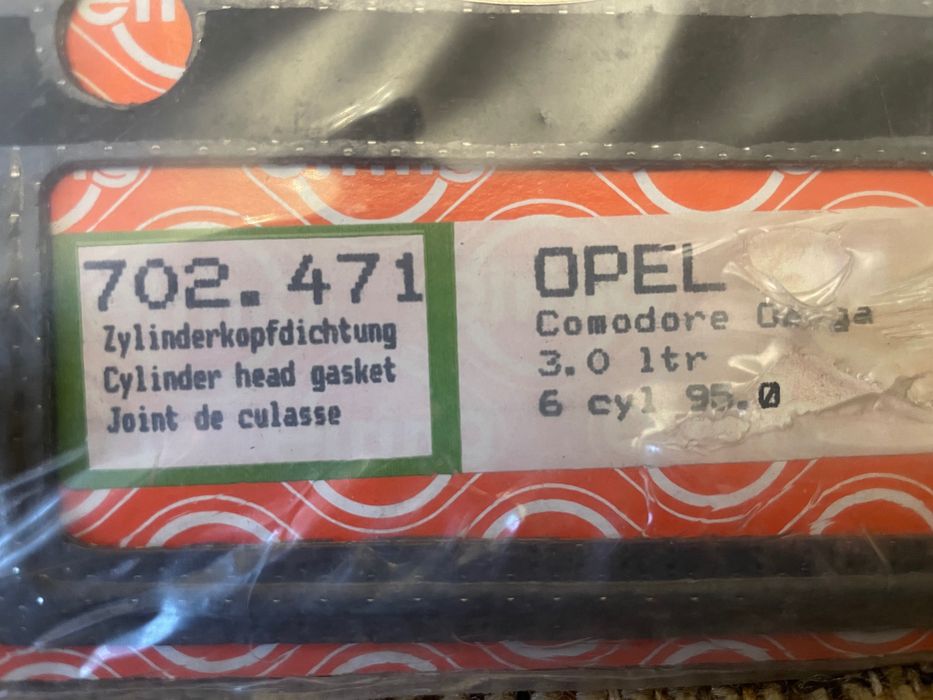 702.471
Zylinderkopfdichtung
Cylinder head gasket
Joint de culasse
OPEL
Comodore
3.0 ltr
6 cyl 95.0